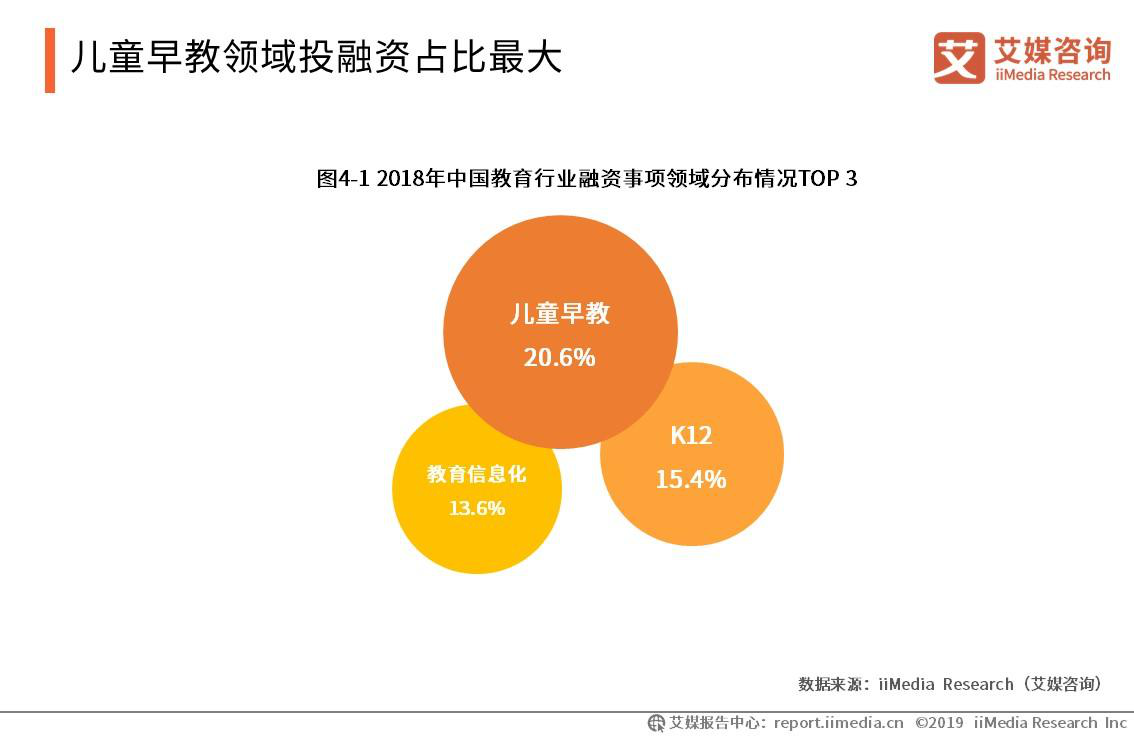 儿童早教领域投融资占比最大
艾 艾媒咨询
iiMedia Research
图4-1 2018年中国教育行业融资事项领域分布情况TOP 3
儿童早教
20.6%
K12
15.4%
教育信息化
13.6%
数据来源：iiMedia Research（艾媒咨询）
艾媒报告中心：report.iimedia.cn ©2019 iiMedia Research Inc